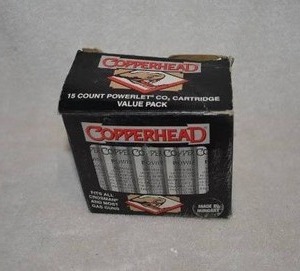 COPPERHEAD
15 COUNT POWERLET CO₂ CARTRIDGE
VALUE PACK
COPPERHEAD
FITS ALL
CROSMAN®
AND MOST
GAS GUNS
MADE IN
HUNGARY